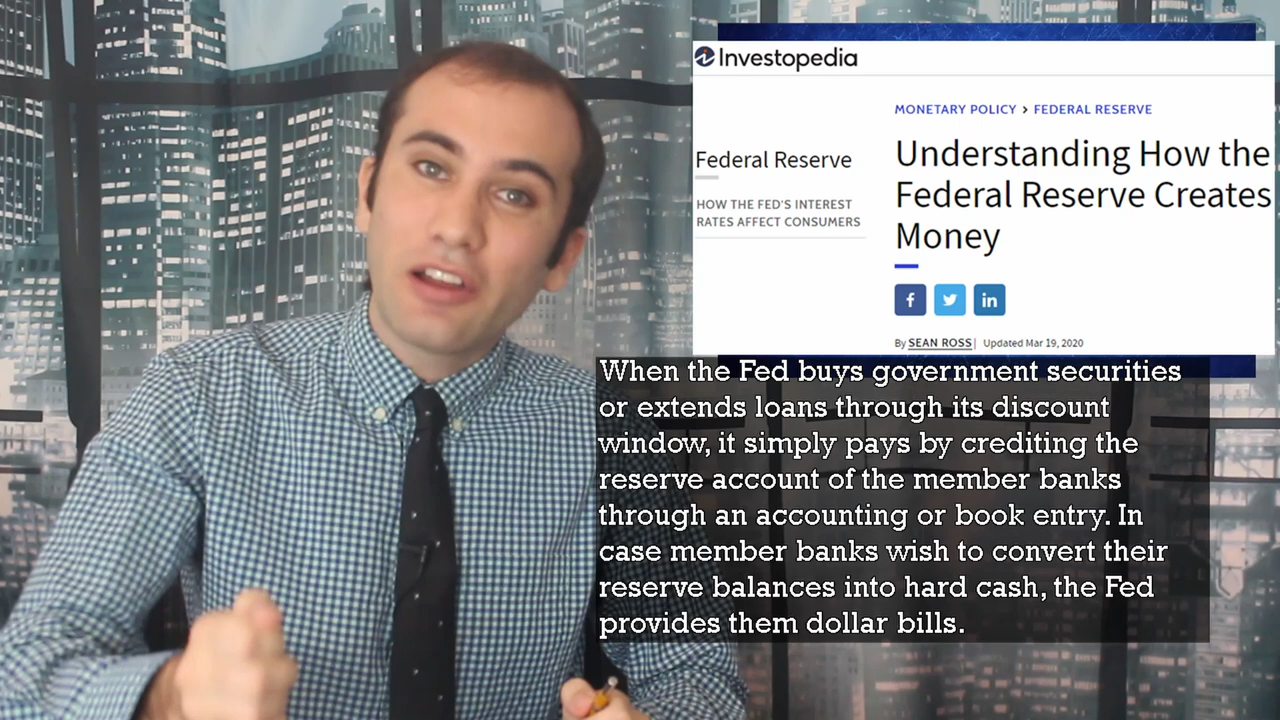 Investopedia
MONETARY POLICY > FEDERAL RESERVE
Federal Reserve
HOW THE FED'S INTEREST
RATES AFFECT CONSUMERS
Understanding How the
Federal Reserve Creates
Money
By SEAN ROSS | Updated Mar 19, 2020
When the Fed buys government securities
or extends loans through its discount
window, it simply pays by crediting the
reserve account of the member banks
through an accounting or book entry. In
case member banks wish to convert their
reserve balances into hard cash, the Fed
provides them dollar bills.